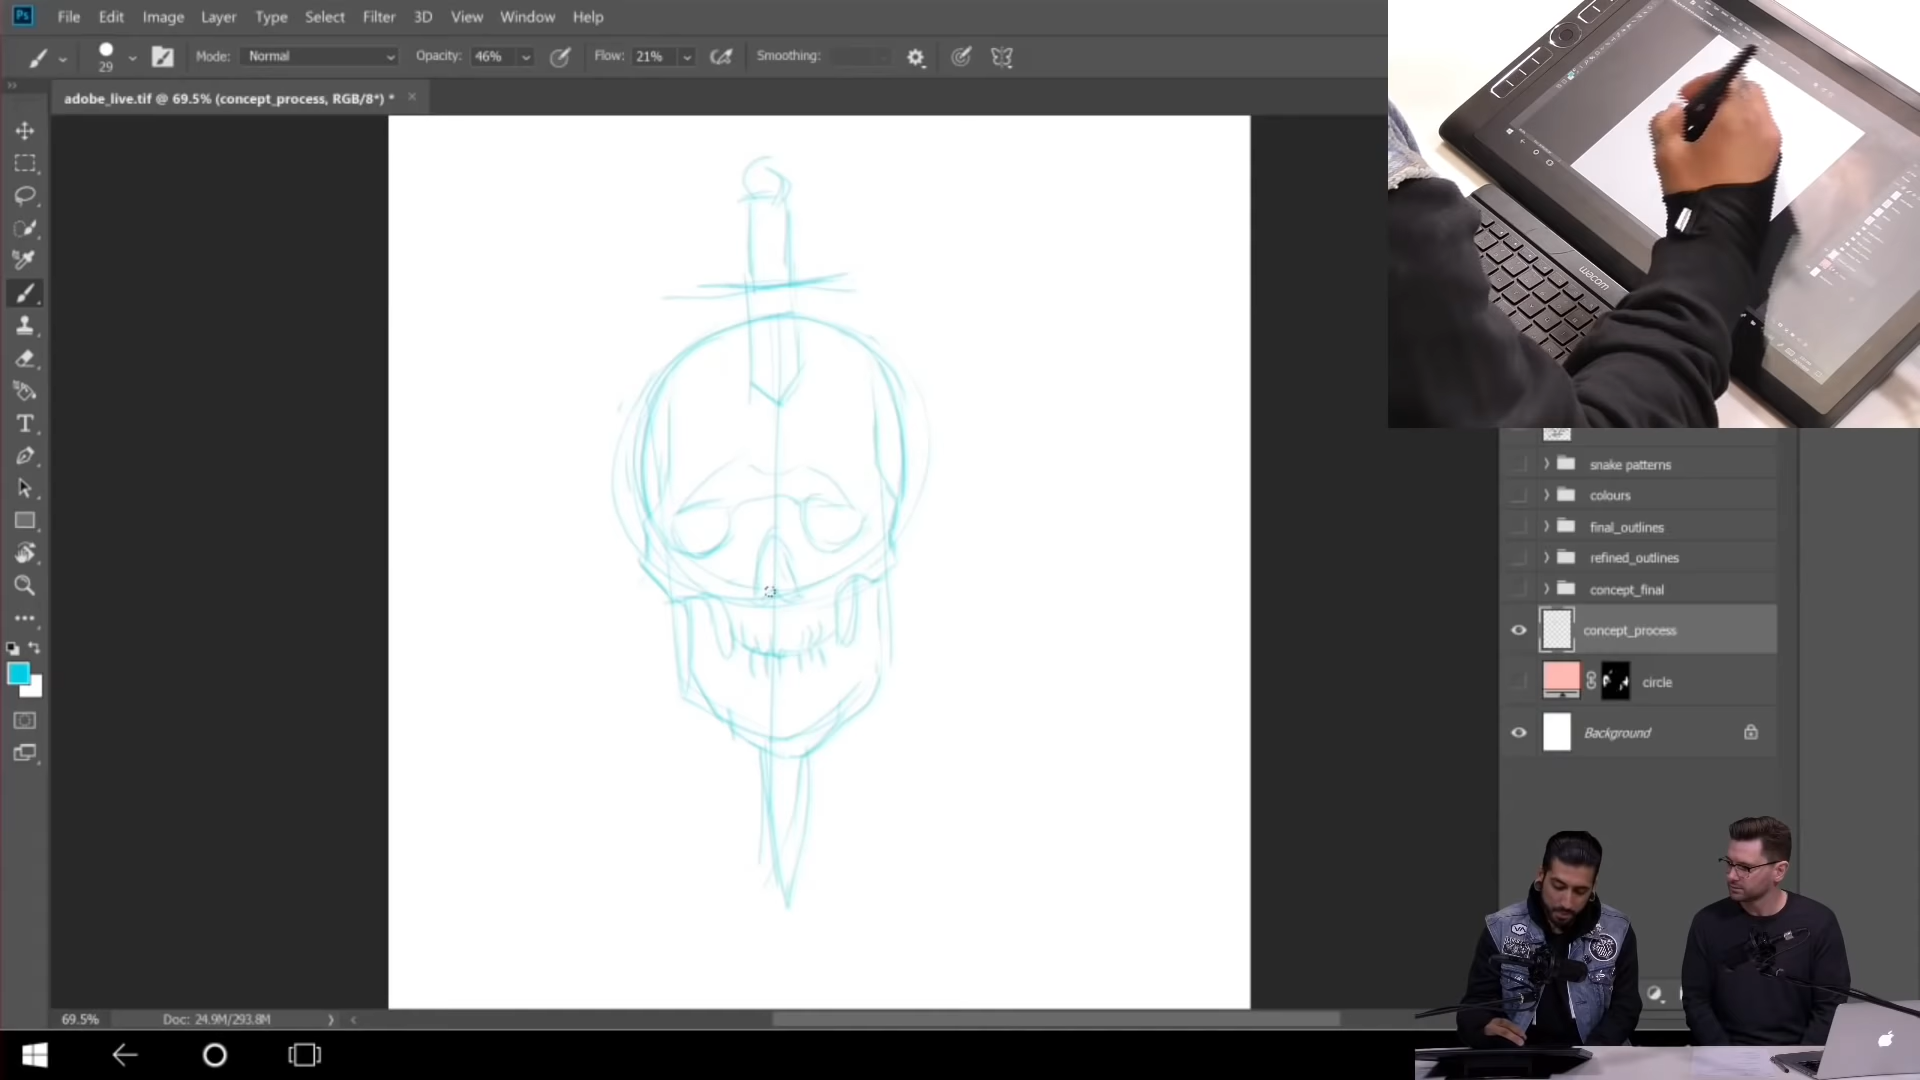 Ps File Edit Image Layer Type Select Filter 3D View Window Help
29 Mode: Normal Opacity: 46% Flow: 21% Smoothing:
adobe_live.tif @ 69.5% (concept_process, RGB/8*) * ×
wacom
snake patterns
colours
final_outlines
refined_outlines
concept_final
concept_process
circle
Background
69.5% Doc: 24.9M/293.8M